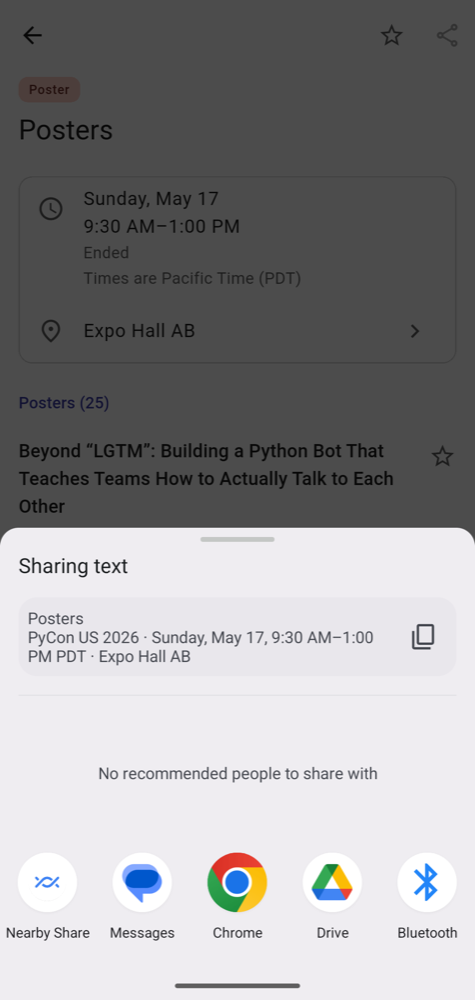 Poster
Posters
Sunday, May 17
9:30 AM–1:00 PM
Ended
Times are Pacific Time (PDT)
Expo Hall AB
Posters (25)
Beyond “LGTM”: Building a Python Bot That
Teaches Teams How to Actually Talk to Each
Other
Sharing text
Posters
PyCon US 2026 · Sunday, May 17, 9:30 AM–1:00
PM PDT · Expo Hall AB
No recommended people to share with
Nearby Share
Messages
Chrome
Drive
Bluetooth